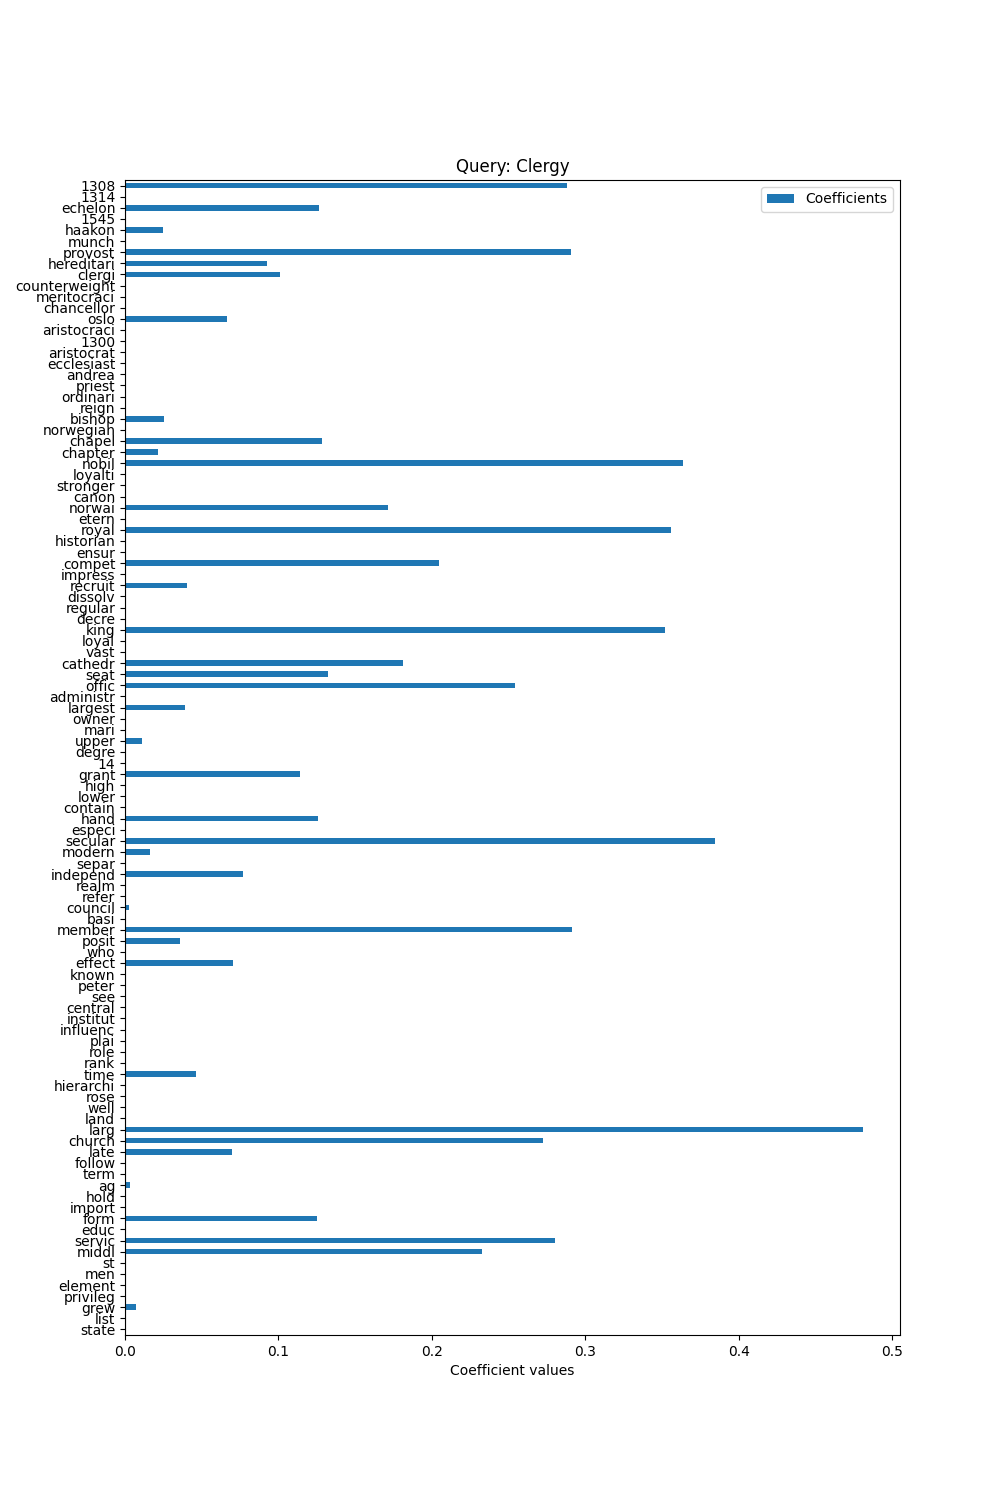 Query: Clergy
Coefficients
1308
1314
echelon
1545
haakon
munch
provost
hereditari
clergi
counterweight
meritocraci
chancellor
oslo
aristocraci
1300
aristocrat
ecclesiast
andrea
priest
ordinari
reign
bishop
norwegian
chapel
chapter
nobil
loyalti
stronger
canon
norwai
etern
royal
historian
ensur
compet
impress
recruit
dissolv
regular
decre
king
loyal
vast
cathedr
seat
offic
administr
largest
owner
mari
upper
degre
14
grant
high
lower
contain
hand
especi
secular
modern
separ
independ
realm
refer
council
basi
member
posit
who
effect
known
peter
see
central
institut
influenc
plai
role
rank
time
hierarchi
rose
well
land
larg
church
late
follow
term
ag
hold
import
form
educ
servic
middl
st
men
element
privileg
grew
list
state
0.0 0.1 0.2 0.3 0.4 0.5
Coefficient values